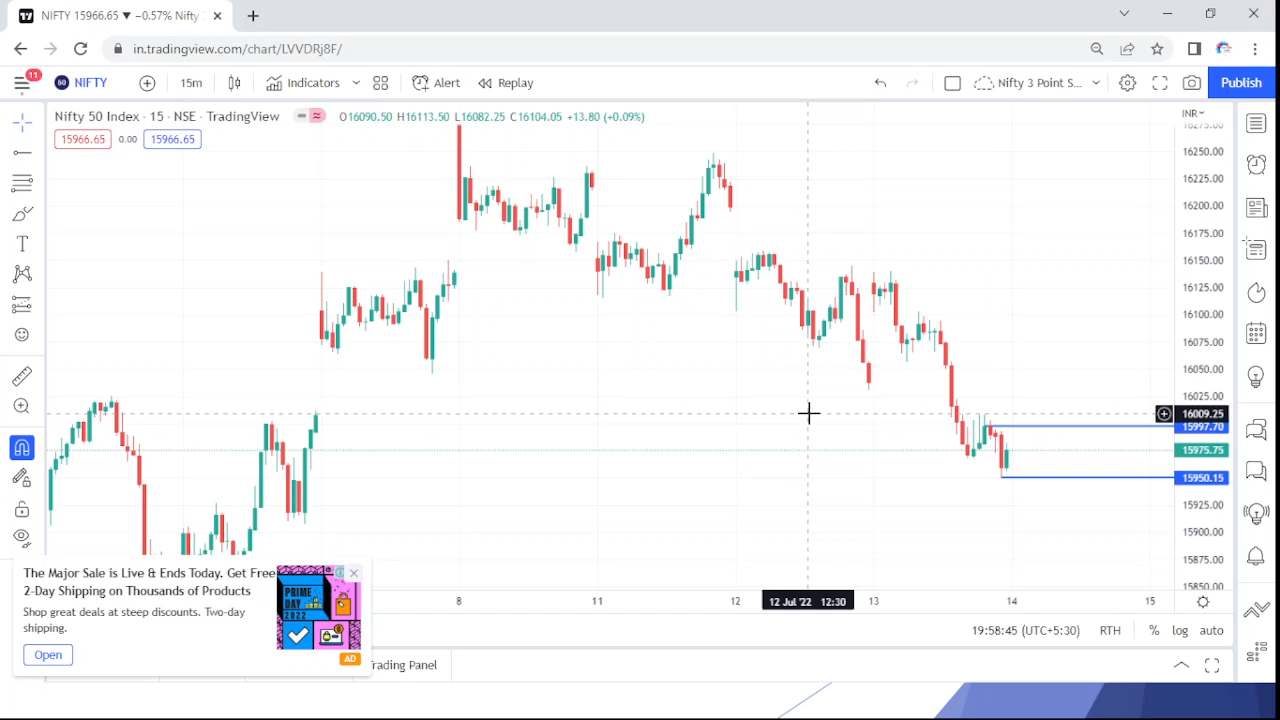 NIFTY 15966.65 ▼ −0.57% Nifty
in.tradingview.com/chart/LVVDRj8F/
11
50 NIFTY
15m
Indicators
Alert
Replay
Nifty 3 Point S...
Publish
Nifty 50 Index · 15 · NSE · TradingView
O16090.50 H16113.50 L16082.25 C16104.05 +13.80 (+0.09%)
INR
15966.65
0.00
15966.65
16275.00
16250.00
16225.00
16200.00
16175.00
16150.00
16125.00
16100.00
16075.00
16050.00
16025.00
16009.25
15997.70
15975.75
15950.15
15925.00
15900.00
15875.00
15850.00
The Major Sale is Live & Ends Today. Get Free
2-Day Shipping on Thousands of Products
Shop great deals at steep discounts. Two-day
shipping.
Open
PRIME
DAY
2022
AD
8
11
12
12 Jul '22 12:30
13
14
15
19:58:45 (UTC+5:30)
RTH
%
log
auto
rading Panel